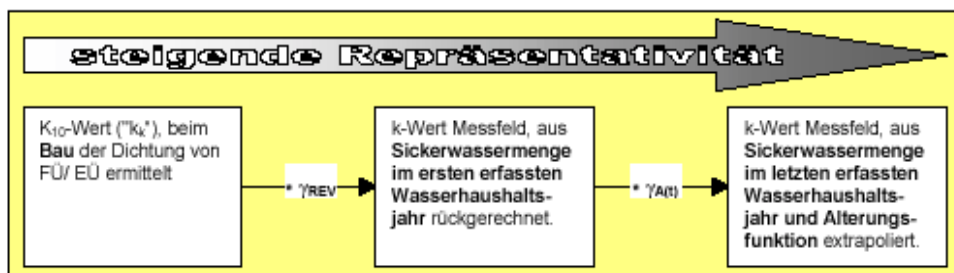 steigende Repräsentativität
K₁₀-Wert ("kₖ"), beim
Bau der Dichtung von
FÜ/ EÜ ermittelt
* γREV
k-Wert Messfeld, aus
Sickerwassermenge
im ersten erfassten
Wasserhaushalts-
jahr rückgerechnet.
* γA(t)
k-Wert Messfeld, aus
Sickerwassermenge
im letzten erfassten
Wasserhaushalts-
jahr und Alterungs-
funktion extrapoliert.